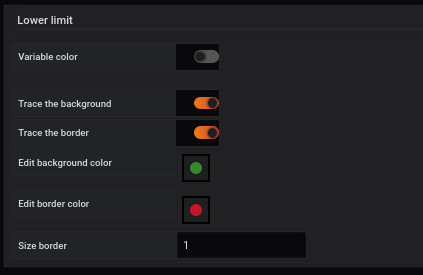 Lower limit
Variable color
Trace the background
Trace the border
Edit background color
Edit border color
Size border
1